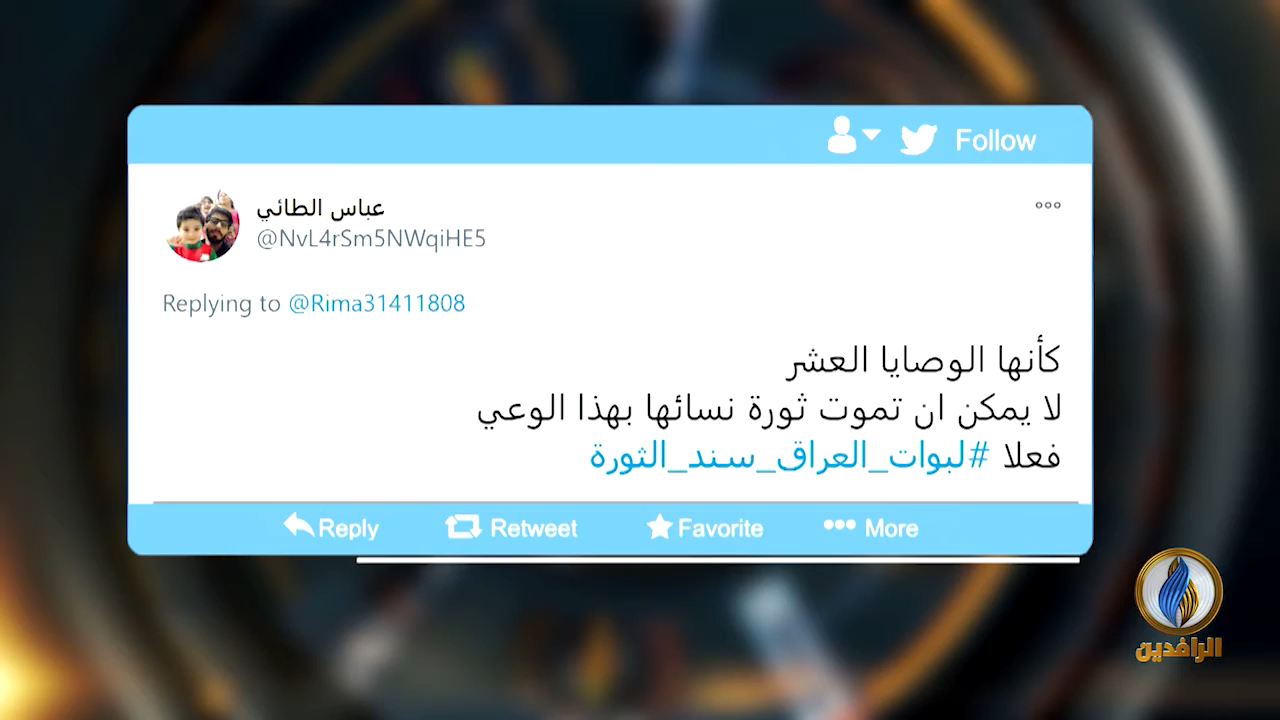 Follow
عباس الطائي
@NvL4rSm5NWqiHE5
Replying to @Rima31411808
كأنها الوصايا العشر
لا يمكن ان تموت ثورة نسائها بهذا الوعي
فعلا #لبوات_العراق_سند_الثورة
Reply Retweet Favorite More
الرافدين